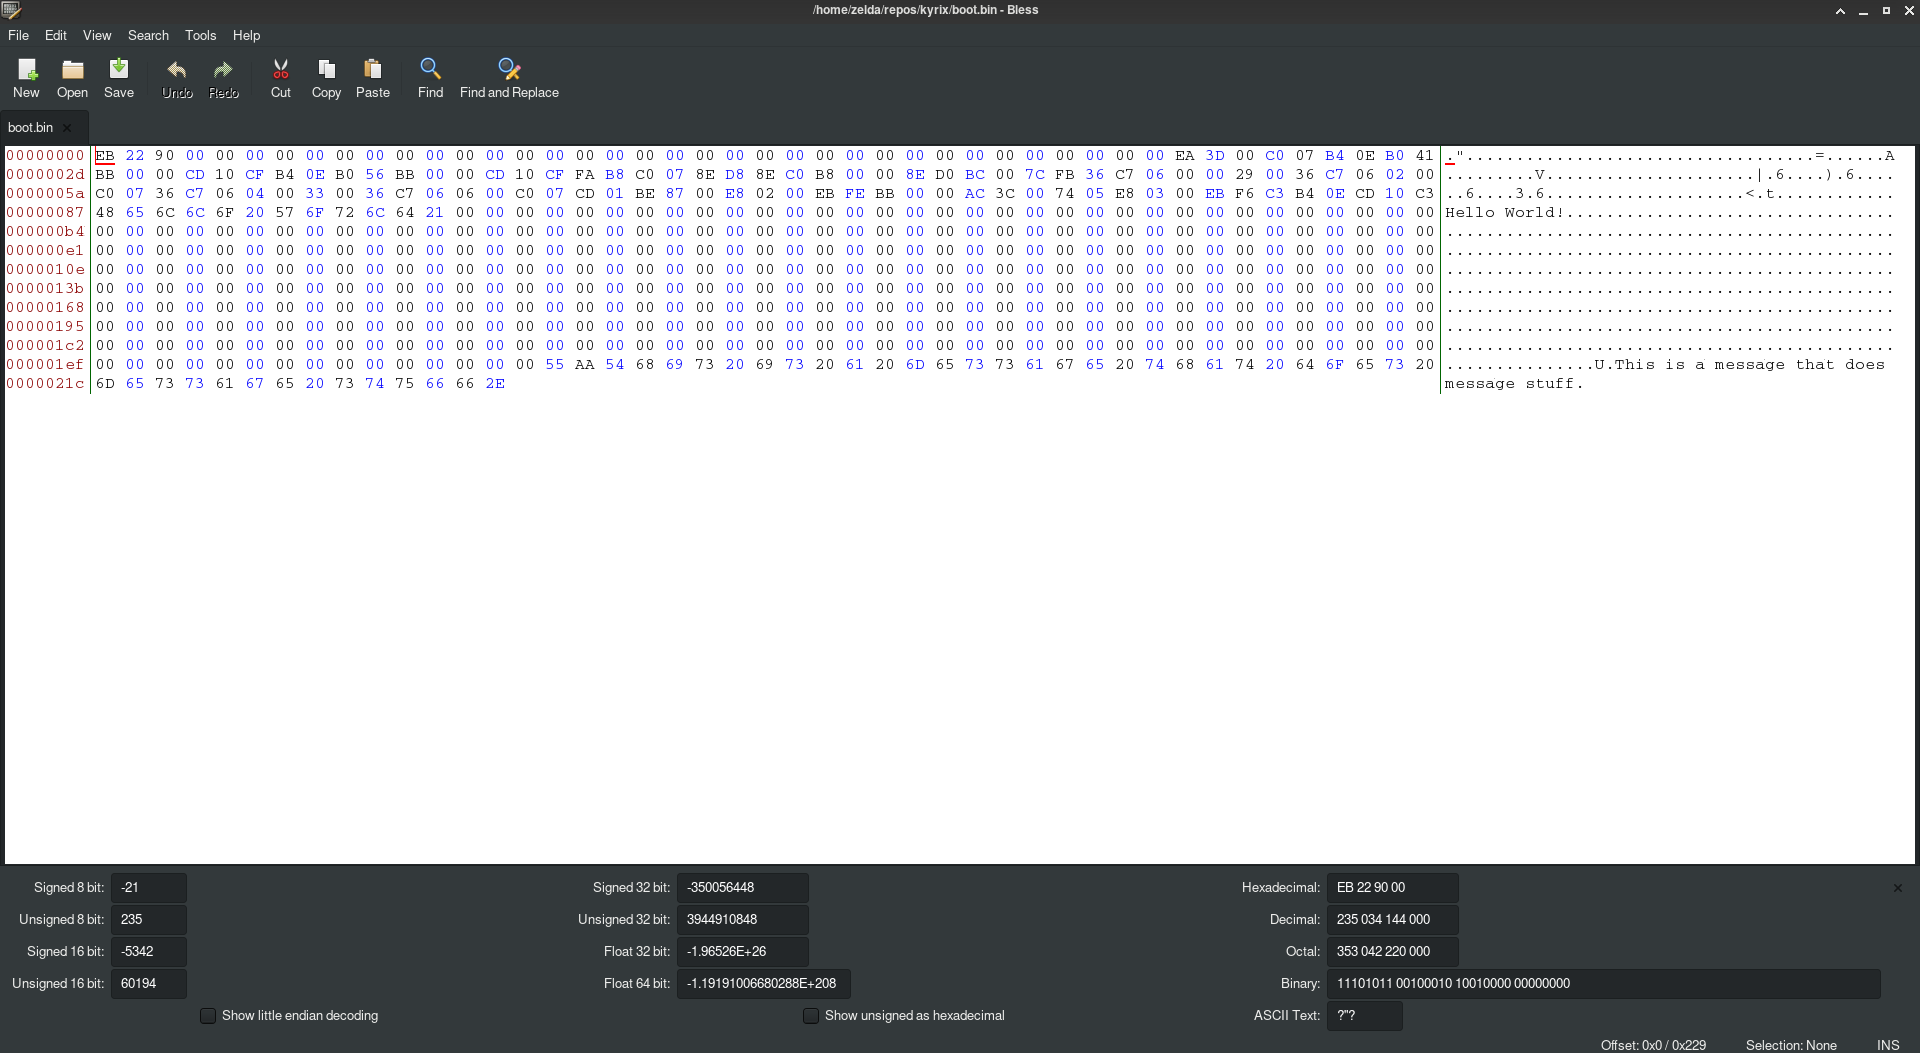 /home/zelda/repos/kyrix/boot.bin - Bless
File Edit View Search Tools Help
New Open Save Undo Redo Cut Copy Paste Find Find and Replace
boot.bin
00000000 EB 22 90 00 00 00 00 00 00 00 00 00 00 00 00 00 00 00 00 00 00 00 00 00 00 00 00 00 00 00 00 00 00 00 00 00 EA 3D 00 C0 07 B4 0E B0 41 ."...................................=......A
0000002d BB 00 00 CD 10 CF B4 0E B0 56 BB 00 00 CD 10 CF FA B8 C0 07 8E D8 8E C0 B8 00 00 8E D0 BC 00 7C FB 36 C7 06 00 00 29 00 36 C7 06 02 00 .........V.....................|.6....).6....
0000005a C0 07 36 C7 06 04 00 33 00 36 C7 06 06 00 C0 07 CD 01 BE 87 00 E8 02 00 EB FE BB 00 00 AC 3C 00 74 05 E8 03 00 EB F6 C3 B4 0E CD 10 C3 ..6....3.6....................<.t............
00000087 48 65 6C 6C 6F 20 57 6F 72 6C 64 21 00 00 00 00 00 00 00 00 00 00 00 00 00 00 00 00 00 00 00 00 00 00 00 00 00 00 00 00 00 00 00 00 00 Hello World!.................................
000000b4 00 00 00 00 00 00 00 00 00 00 00 00 00 00 00 00 00 00 00 00 00 00 00 00 00 00 00 00 00 00 00 00 00 00 00 00 00 00 00 00 00 00 00 00 00 .............................................
000000e1 00 00 00 00 00 00 00 00 00 00 00 00 00 00 00 00 00 00 00 00 00 00 00 00 00 00 00 00 00 00 00 00 00 00 00 00 00 00 00 00 00 00 00 00 00 .............................................
0000010e 00 00 00 00 00 00 00 00 00 00 00 00 00 00 00 00 00 00 00 00 00 00 00 00 00 00 00 00 00 00 00 00 00 00 00 00 00 00 00 00 00 00 00 00 00 .............................................
0000013b 00 00 00 00 00 00 00 00 00 00 00 00 00 00 00 00 00 00 00 00 00 00 00 00 00 00 00 00 00 00 00 00 00 00 00 00 00 00 00 00 00 00 00 00 00 .............................................
00000168 00 00 00 00 00 00 00 00 00 00 00 00 00 00 00 00 00 00 00 00 00 00 00 00 00 00 00 00 00 00 00 00 00 00 00 00 00 00 00 00 00 00 00 00 00 .............................................
00000195 00 00 00 00 00 00 00 00 00 00 00 00 00 00 00 00 00 00 00 00 00 00 00 00 00 00 00 00 00 00 00 00 00 00 00 00 00 00 00 00 00 00 00 00 00 .............................................
000001c2 00 00 00 00 00 00 00 00 00 00 00 00 00 00 00 00 00 00 00 00 00 00 00 00 00 00 00 00 00 00 00 00 00 00 00 00 00 00 00 00 00 00 00 00 00 .............................................
000001ef 00 00 00 00 00 00 00 00 00 00 00 00 00 00 00 55 AA 54 68 69 73 20 69 73 20 61 20 6D 65 73 73 61 67 65 20 74 68 61 74 20 64 6F 65 73 20 ...............U.This is a message that does
0000021c 6D 65 73 73 61 67 65 20 73 74 75 66 66 2E message stuff.
Signed 8 bit: -21 Signed 32 bit: -350056448 Hexadecimal: EB 22 90 00
Unsigned 8 bit: 235 Unsigned 32 bit: 3944910848 Decimal: 235 034 144 000
Signed 16 bit: -5342 Float 32 bit: -1.96526E+26 Octal: 353 042 220 000
Unsigned 16 bit: 60194 Float 64 bit: -1.19191006680288E+208 Binary: 11101011 00100010 10010000 00000000
Show little endian decoding Show unsigned as hexadecimal ASCII Text: ?"?
Offset: 0x0 / 0x229 Selection: None INS